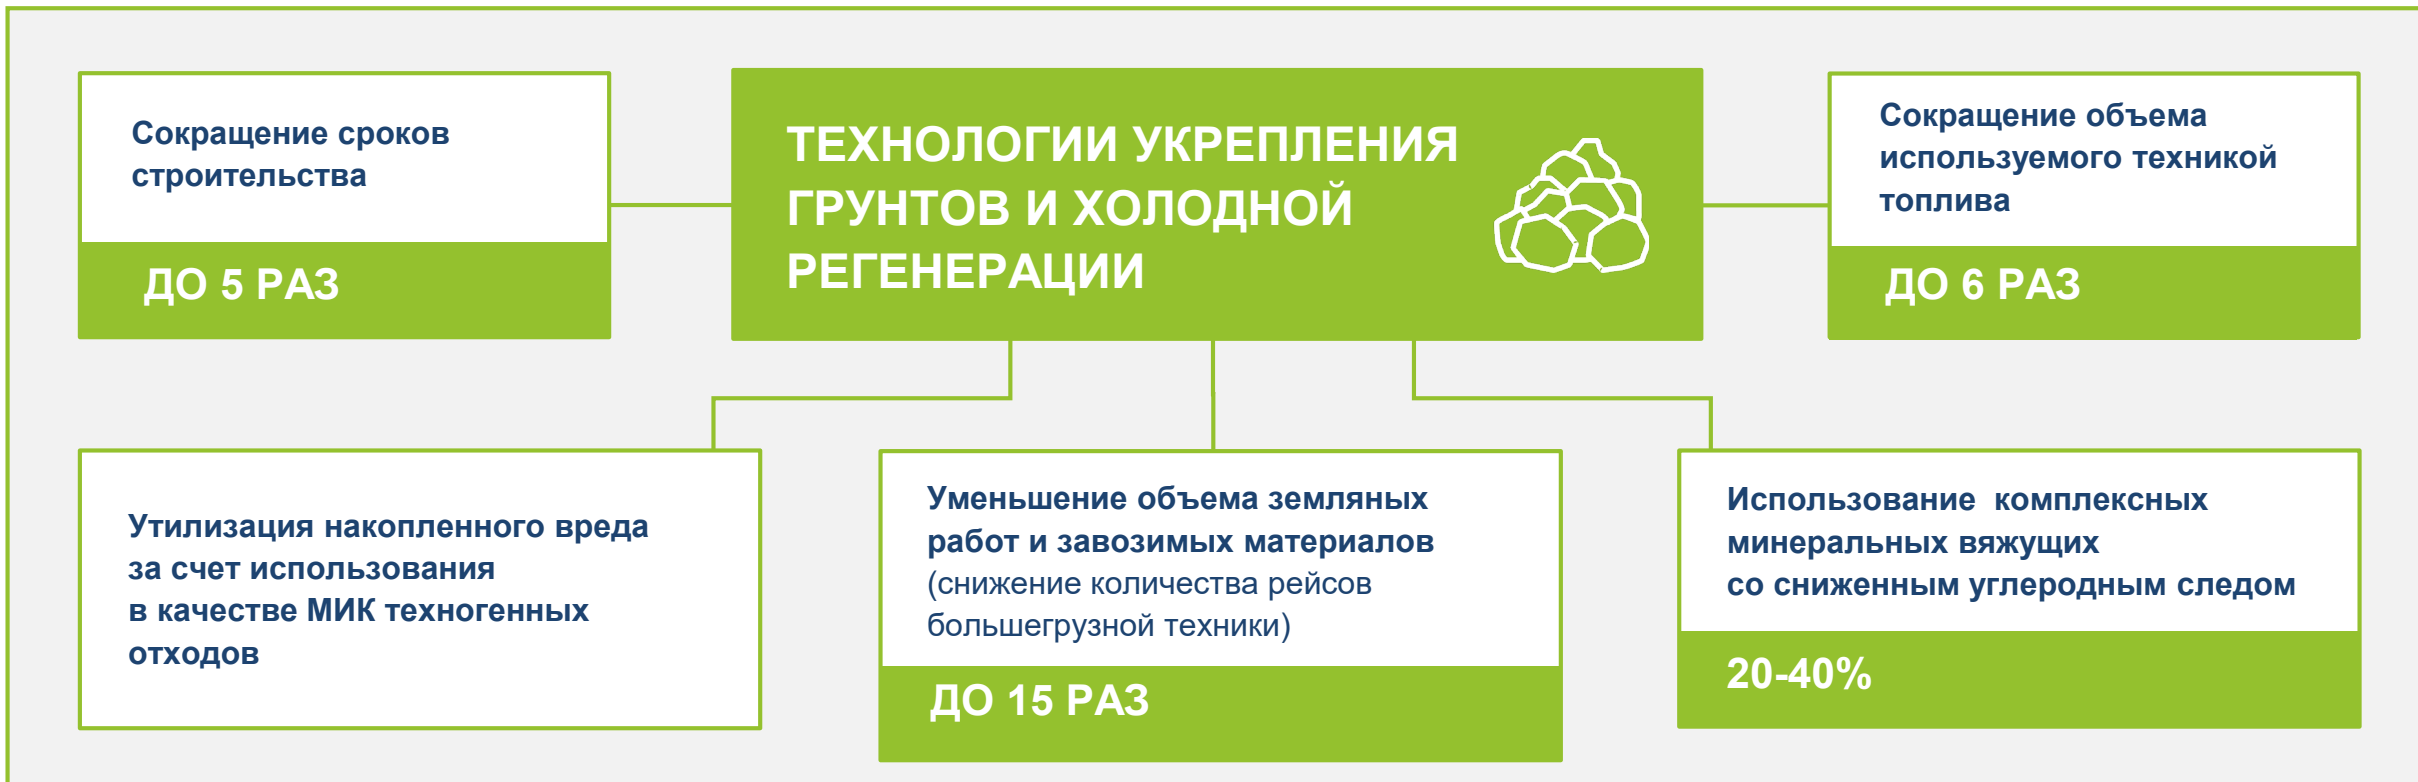 Сокращение сроков
строительства
ДО 5 РАЗ
ТЕХНОЛОГИИ УКРЕПЛЕНИЯ
ГРУНТОВ И ХОЛОДНОЙ
РЕГЕНЕРАЦИИ
Сокращение объема
используемого техникой
топлива
ДО 6 РАЗ
Утилизация накопленного вреда
за счет использования
в качестве МИК техногенных
отходов
Уменьшение объема земляных
работ и завозимых материалов
(снижение количества рейсов
большегрузной техники)
ДО 15 РАЗ
Использование  комплексных
минеральных вяжущих
со сниженным углеродным следом
20-40%